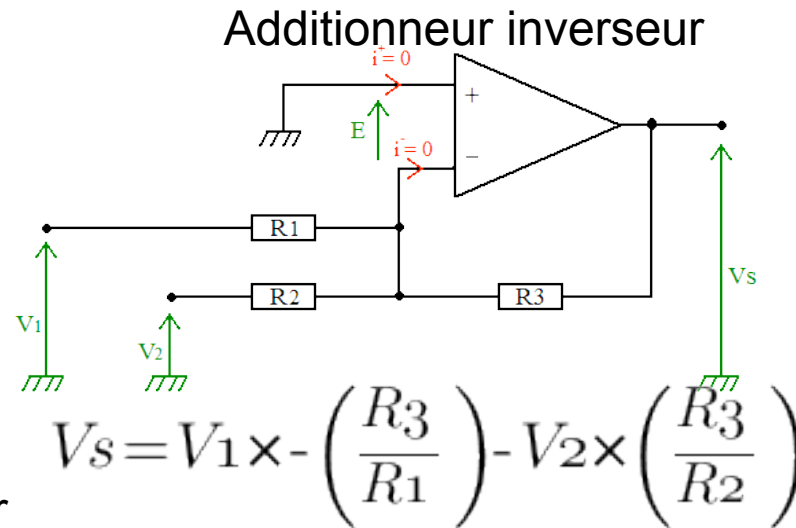 Additionneur inverseur
i⁺= 0
+
E
i⁻= 0
−
R1
R2
R3
V1
V2
Vs
Vs=V1×-(R3/R1)-V2×(R3/R2)
r